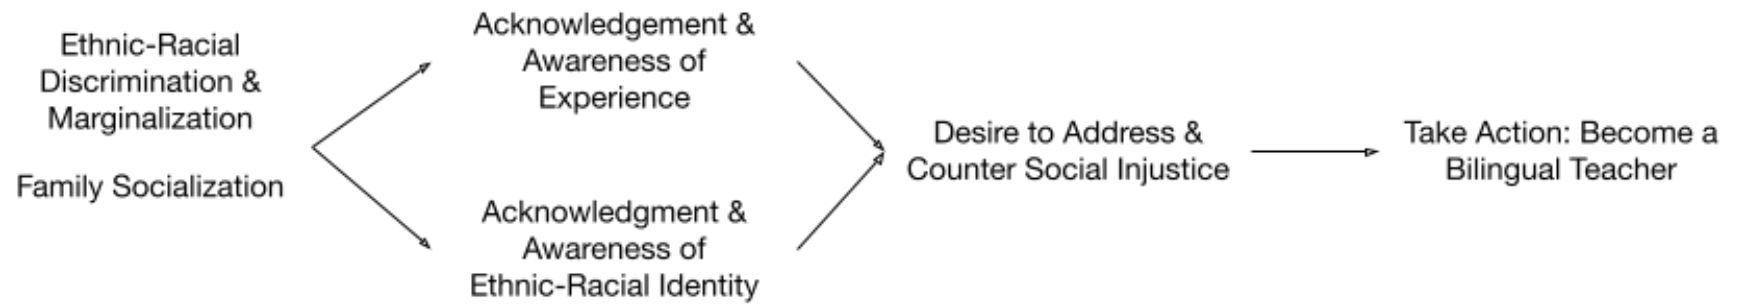 Ethnic-Racial
Discrimination &
Marginalization
Family Socialization
Acknowledgement &
Awareness of
Experience
Acknowledgment &
Awareness of
Ethnic-Racial Identity
Desire to Address &
Counter Social Injustice
Take Action: Become a
Bilingual Teacher